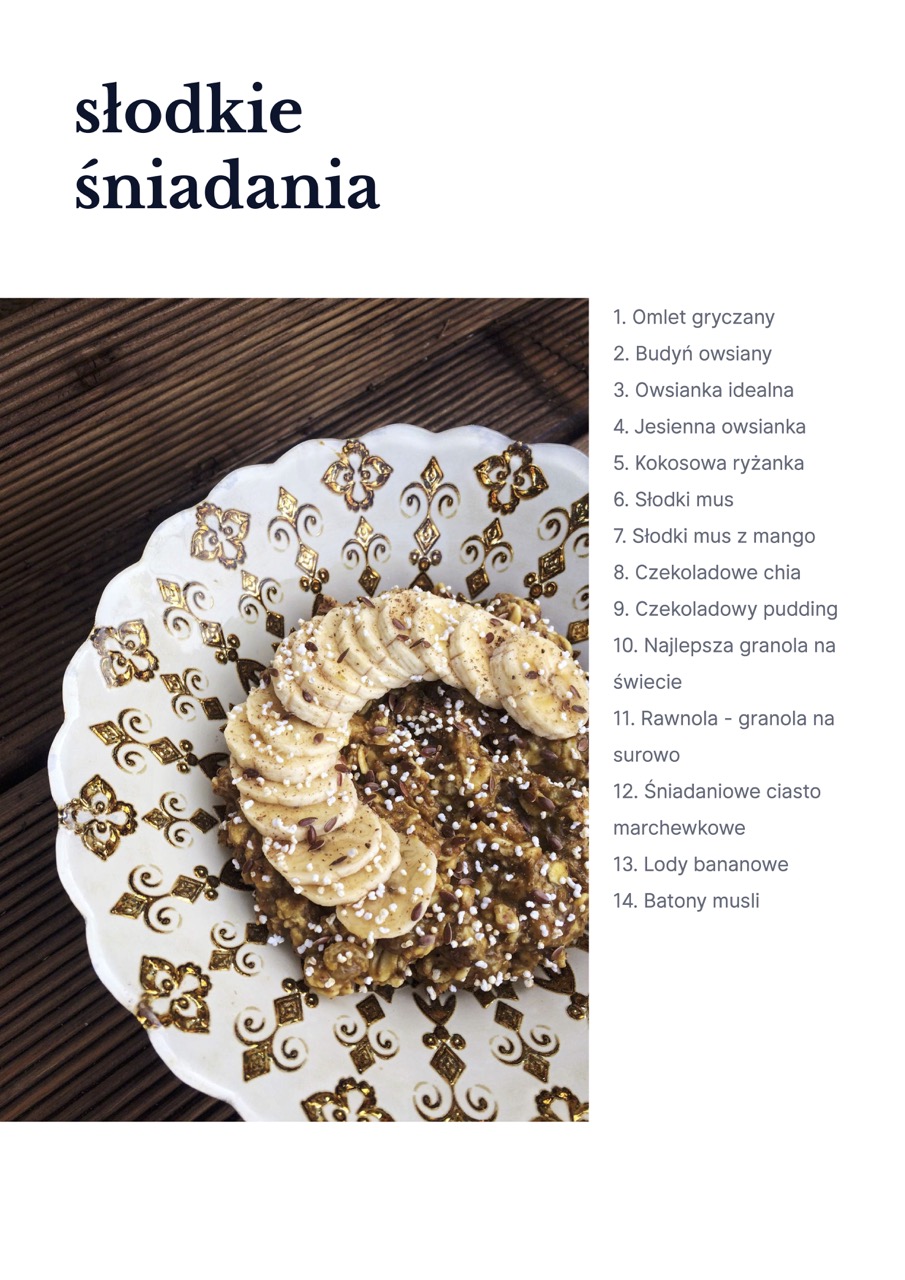 słodkie
śniadania
1. Omlet gryczany
2. Budyń owsiany
3. Owsianka idealna
4. Jesienna owsianka
5. Kokosowa ryżanka
6. Słodki mus
7. Słodki mus z mango
8. Czekoladowe chia
9. Czekoladowy pudding
10. Najlepsza granola na
świecie
11. Rawnola - granola na
surowo
12. Śniadaniowe ciasto
marchewkowe
13. Lody bananowe
14. Batony musli